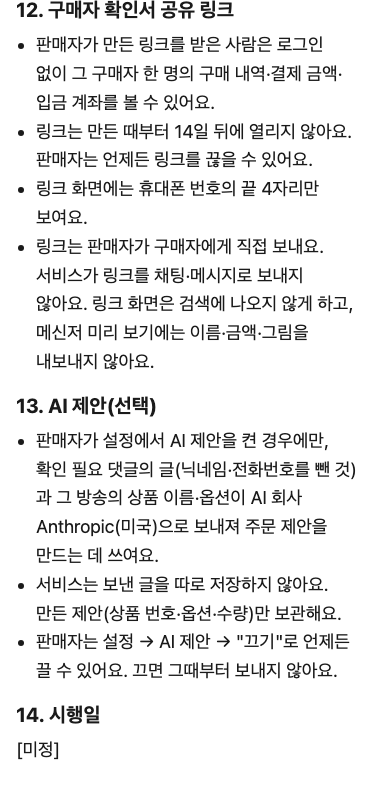 12. 구매자 확인서 공유 링크
• 판매자가 만든 링크를 받은 사람은 로그인
없이 그 구매자 한 명의 구매 내역·결제 금액·
입금 계좌를 볼 수 있어요.
• 링크는 만든 때부터 14일 뒤에 열리지 않아요.
판매자는 언제든 링크를 끊을 수 있어요.
• 링크 화면에는 휴대폰 번호의 끝 4자리만
보여요.
• 링크는 판매자가 구매자에게 직접 보내요.
서비스가 링크를 채팅·메시지로 보내지
않아요. 링크 화면은 검색에 나오지 않게 하고,
메신저 미리 보기에는 이름·금액·그림을
내보내지 않아요.
13. AI 제안(선택)
• 판매자가 설정에서 AI 제안을 켠 경우에만,
확인 필요 댓글의 글(닉네임·전화번호를 뺀 것)
과 그 방송의 상품 이름·옵션이 AI 회사
Anthropic(미국)으로 보내져 주문 제안을
만드는 데 쓰여요.
• 서비스는 보낸 글을 따로 저장하지 않아요.
만든 제안(상품 번호·옵션·수량)만 보관해요.
• 판매자는 설정 → AI 제안 → "끄기"로 언제든
끌 수 있어요. 끄면 그때부터 보내지 않아요.
14. 시행일
[미정]